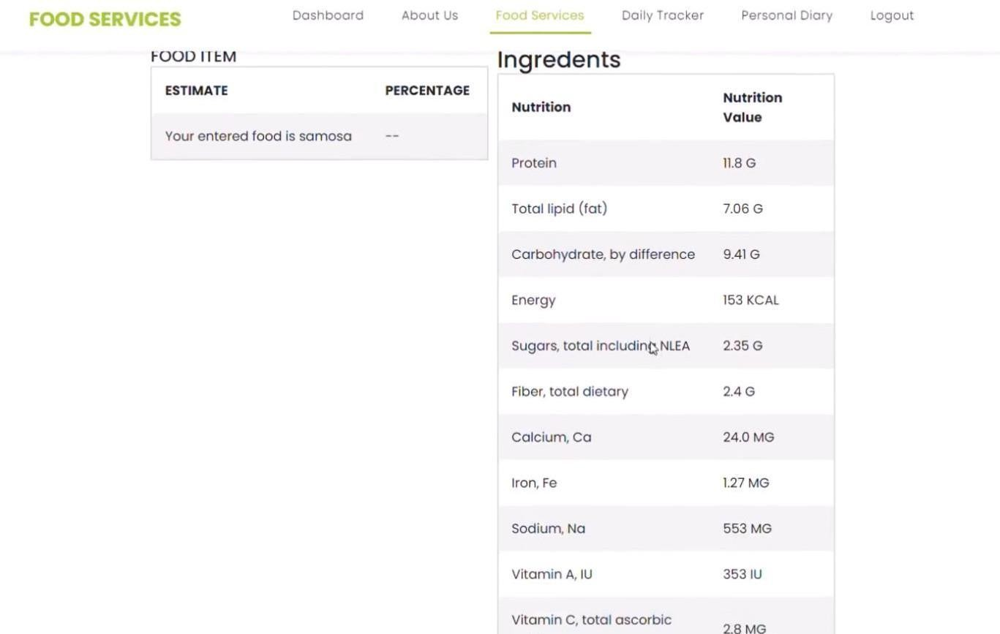 FOOD SERVICES
Dashboard
About Us
Food Services
Daily Tracker
Personal Diary
Logout
FOOD ITEM
ESTIMATE PERCENTAGE
Your entered food is samosa --
Ingredents
Nutrition Nutrition
Value
Protein 11.8 G
Total lipid (fat) 7.06 G
Carbohydrate, by difference 9.41 G
Energy 153 KCAL
Sugars, total including NLEA 2.35 G
Fiber, total dietary 2.4 G
Calcium, Ca 24.0 MG
Iron, Fe 1.27 MG
Sodium, Na 553 MG
Vitamin A, IU 353 IU
Vitamin C, total ascorbic
2.8 MG